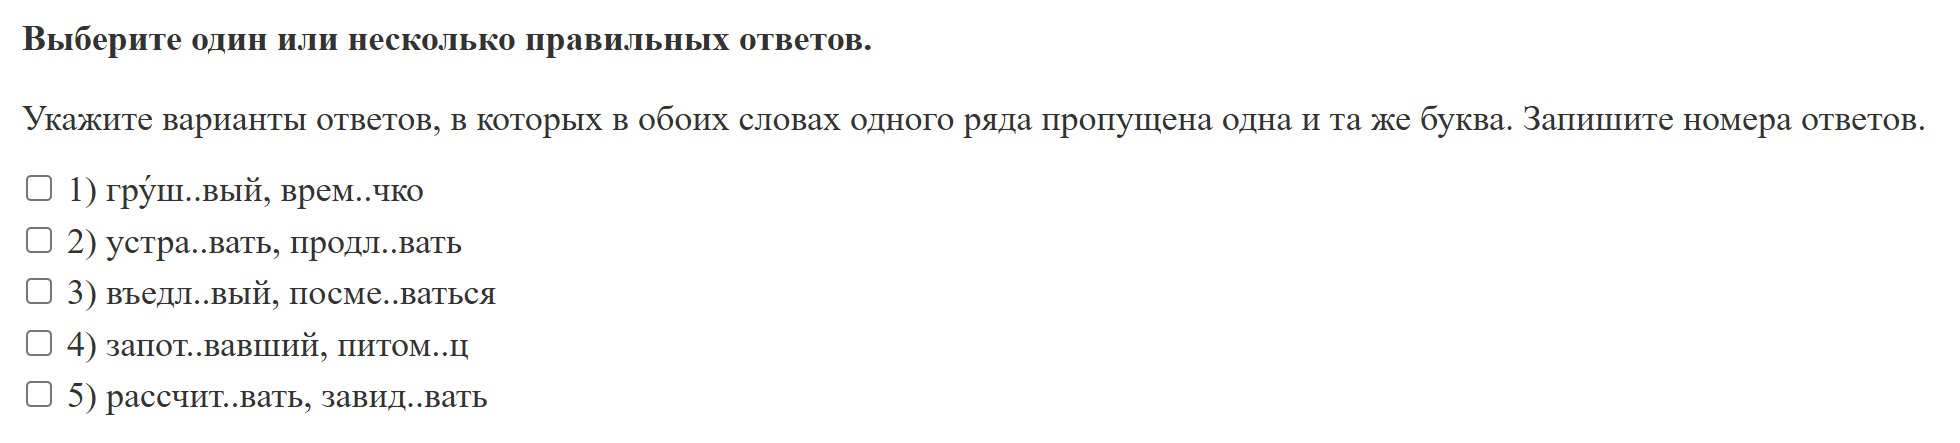 Выберите один или несколько правильных ответов.
Укажите варианты ответов, в которых в обоих словах одного ряда пропущена одна и та же буква. Запишите номера ответов.
1) гру́ш..вый, врем..чко
2) устра..вать, продл..вать
3) въедл..вый, посме..ваться
4) запот..вавший, питом..ц
5) рассчит..вать, завид..вать